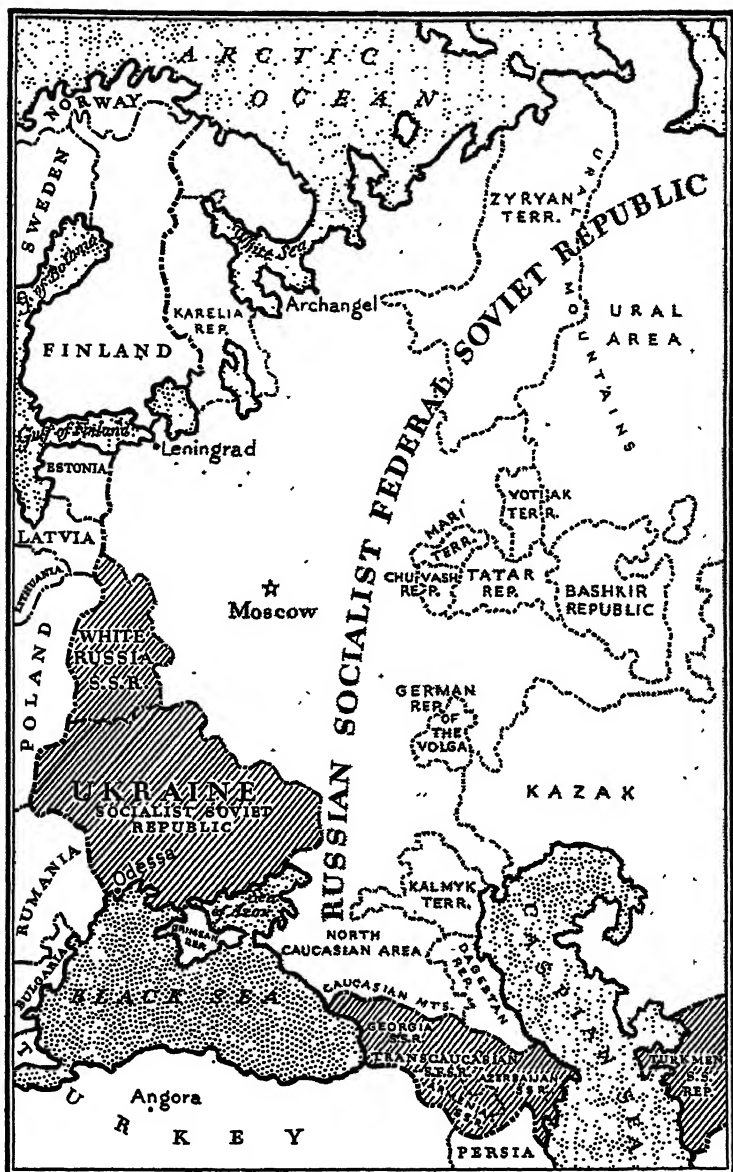 ARCTIC
OCEAN
NORWAY
SWEDEN
G. of Bothnia
FINLAND
White Sea
Archangel
KARELIA
REP.
ZYRYAN
TERR.
URAL
MOUNTAINS
URAL
AREA
RUSSIAN SOCIALIST FEDERAL SOVIET REPUBLIC
Gulf of Finland
Leningrad
ESTONIA
LATVIA
LITHUANIA
POLAND
Moscow
WHITE
RUSSIA
S.S.R.
VOTIAK
TERR.
MARI
TERR.
CHUVASH
REP.
TATAR
REP.
BASHKIR
REPUBLIC
GERMAN
REP.
OF
THE
VOLGA
KAZAK
UKRAINE
SOCIALIST SOVIET
REPUBLIC
Odessa
RUMANIA
BULGARIA
Sea
of Azov
CRIMEAN
REP.
BLACK SEA
KALMYK
TERR.
NORTH
CAUCASIAN AREA
DAGESTAN
REP.
CAUCASIAN MTS.
CASPIAN SEA
GEORGIA
S.S.R.
TRANSCAUCASIAN
S.F.S.R.
AZERBAIJAN
S.S.R.
TURKMEN
S.S.
REP.
Angora
TURKEY
PERSIA